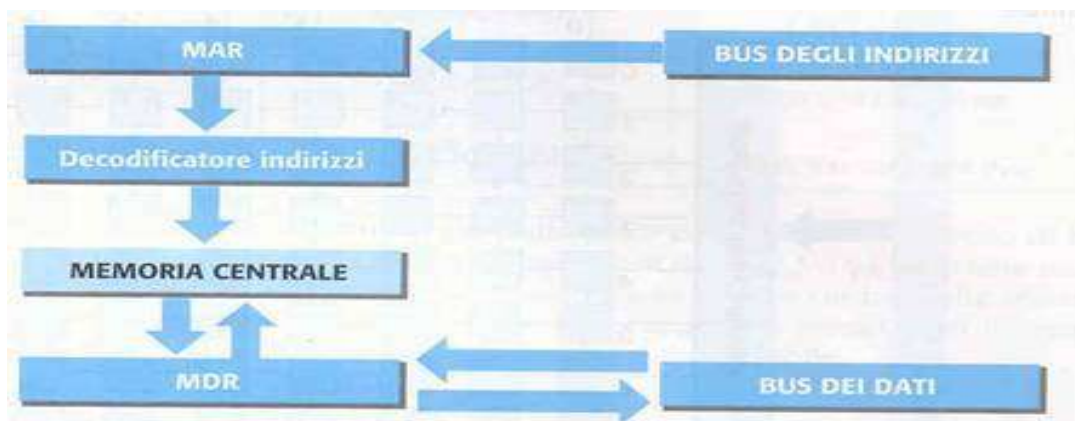 MAR
BUS DEGLI INDIRIZZI
Decodificatore indirizzi
MEMORIA CENTRALE
MDR
BUS DEI DATI